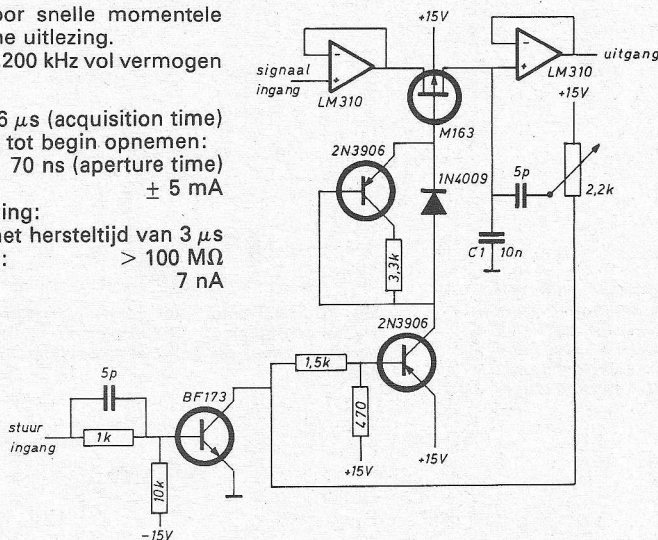 oor snelle momentele
ne uitlezing.
200 kHz vol vermogen
6 μs (acquisition time)
tot begin opnemen:
70 ns (aperture time)
± 5 mA
ing:
net hersteltijd van 3 μs
: > 100 MΩ
7 nA
+15V
signaal
ingang
-
+
LM310
M163
-
+
LM310
uitgang
+15V
2N3906
1N4009
5p
2,2k
3,3k
C1
10n
2N3906
1,5k
470
+15V
+15V
5p
BF173
stuur
ingang
1k
10k
-15V